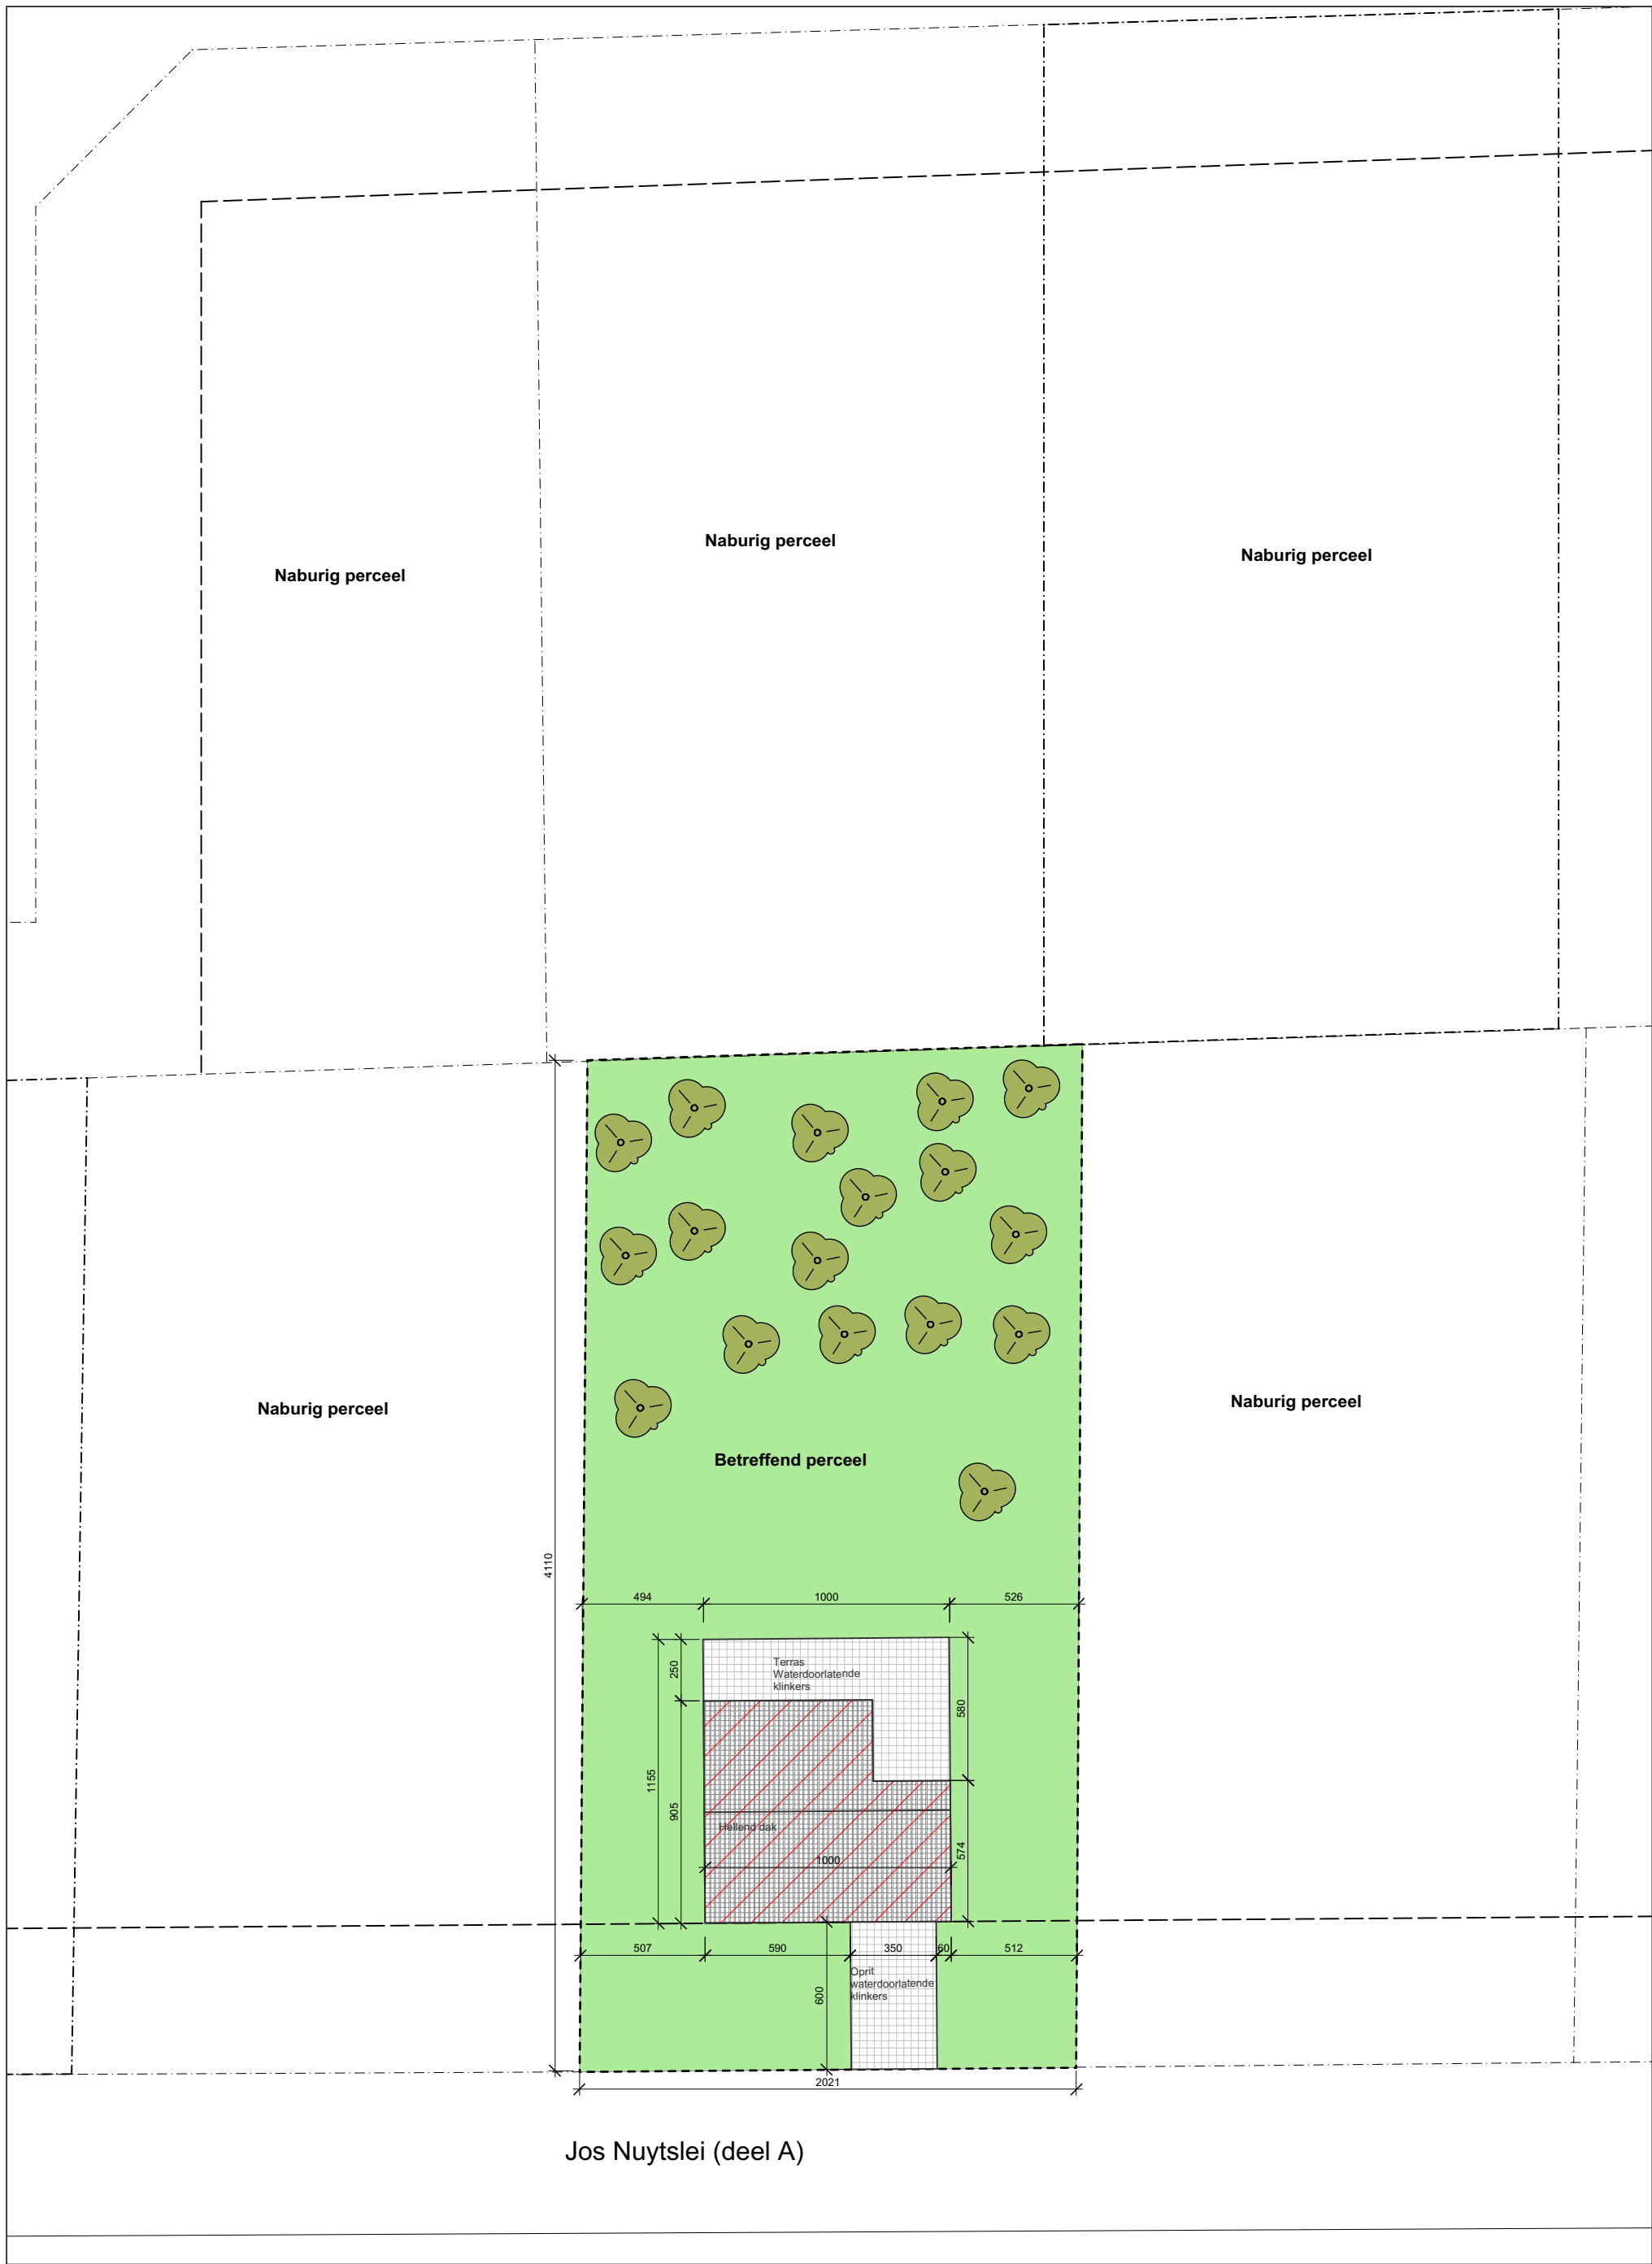 Naburig perceel
Naburig perceel
Naburig perceel
Naburig perceel
Naburig perceel
Betreffend perceel
4110
494
1000
526
250
Terras
Waterdoorlatende
klinkers
580
1155
905
Hellend dak
574
1000
507
590
350
60
512
Oprit
waterdoorlatende
klinkers
600
2021
Jos Nuytslei (deel A)